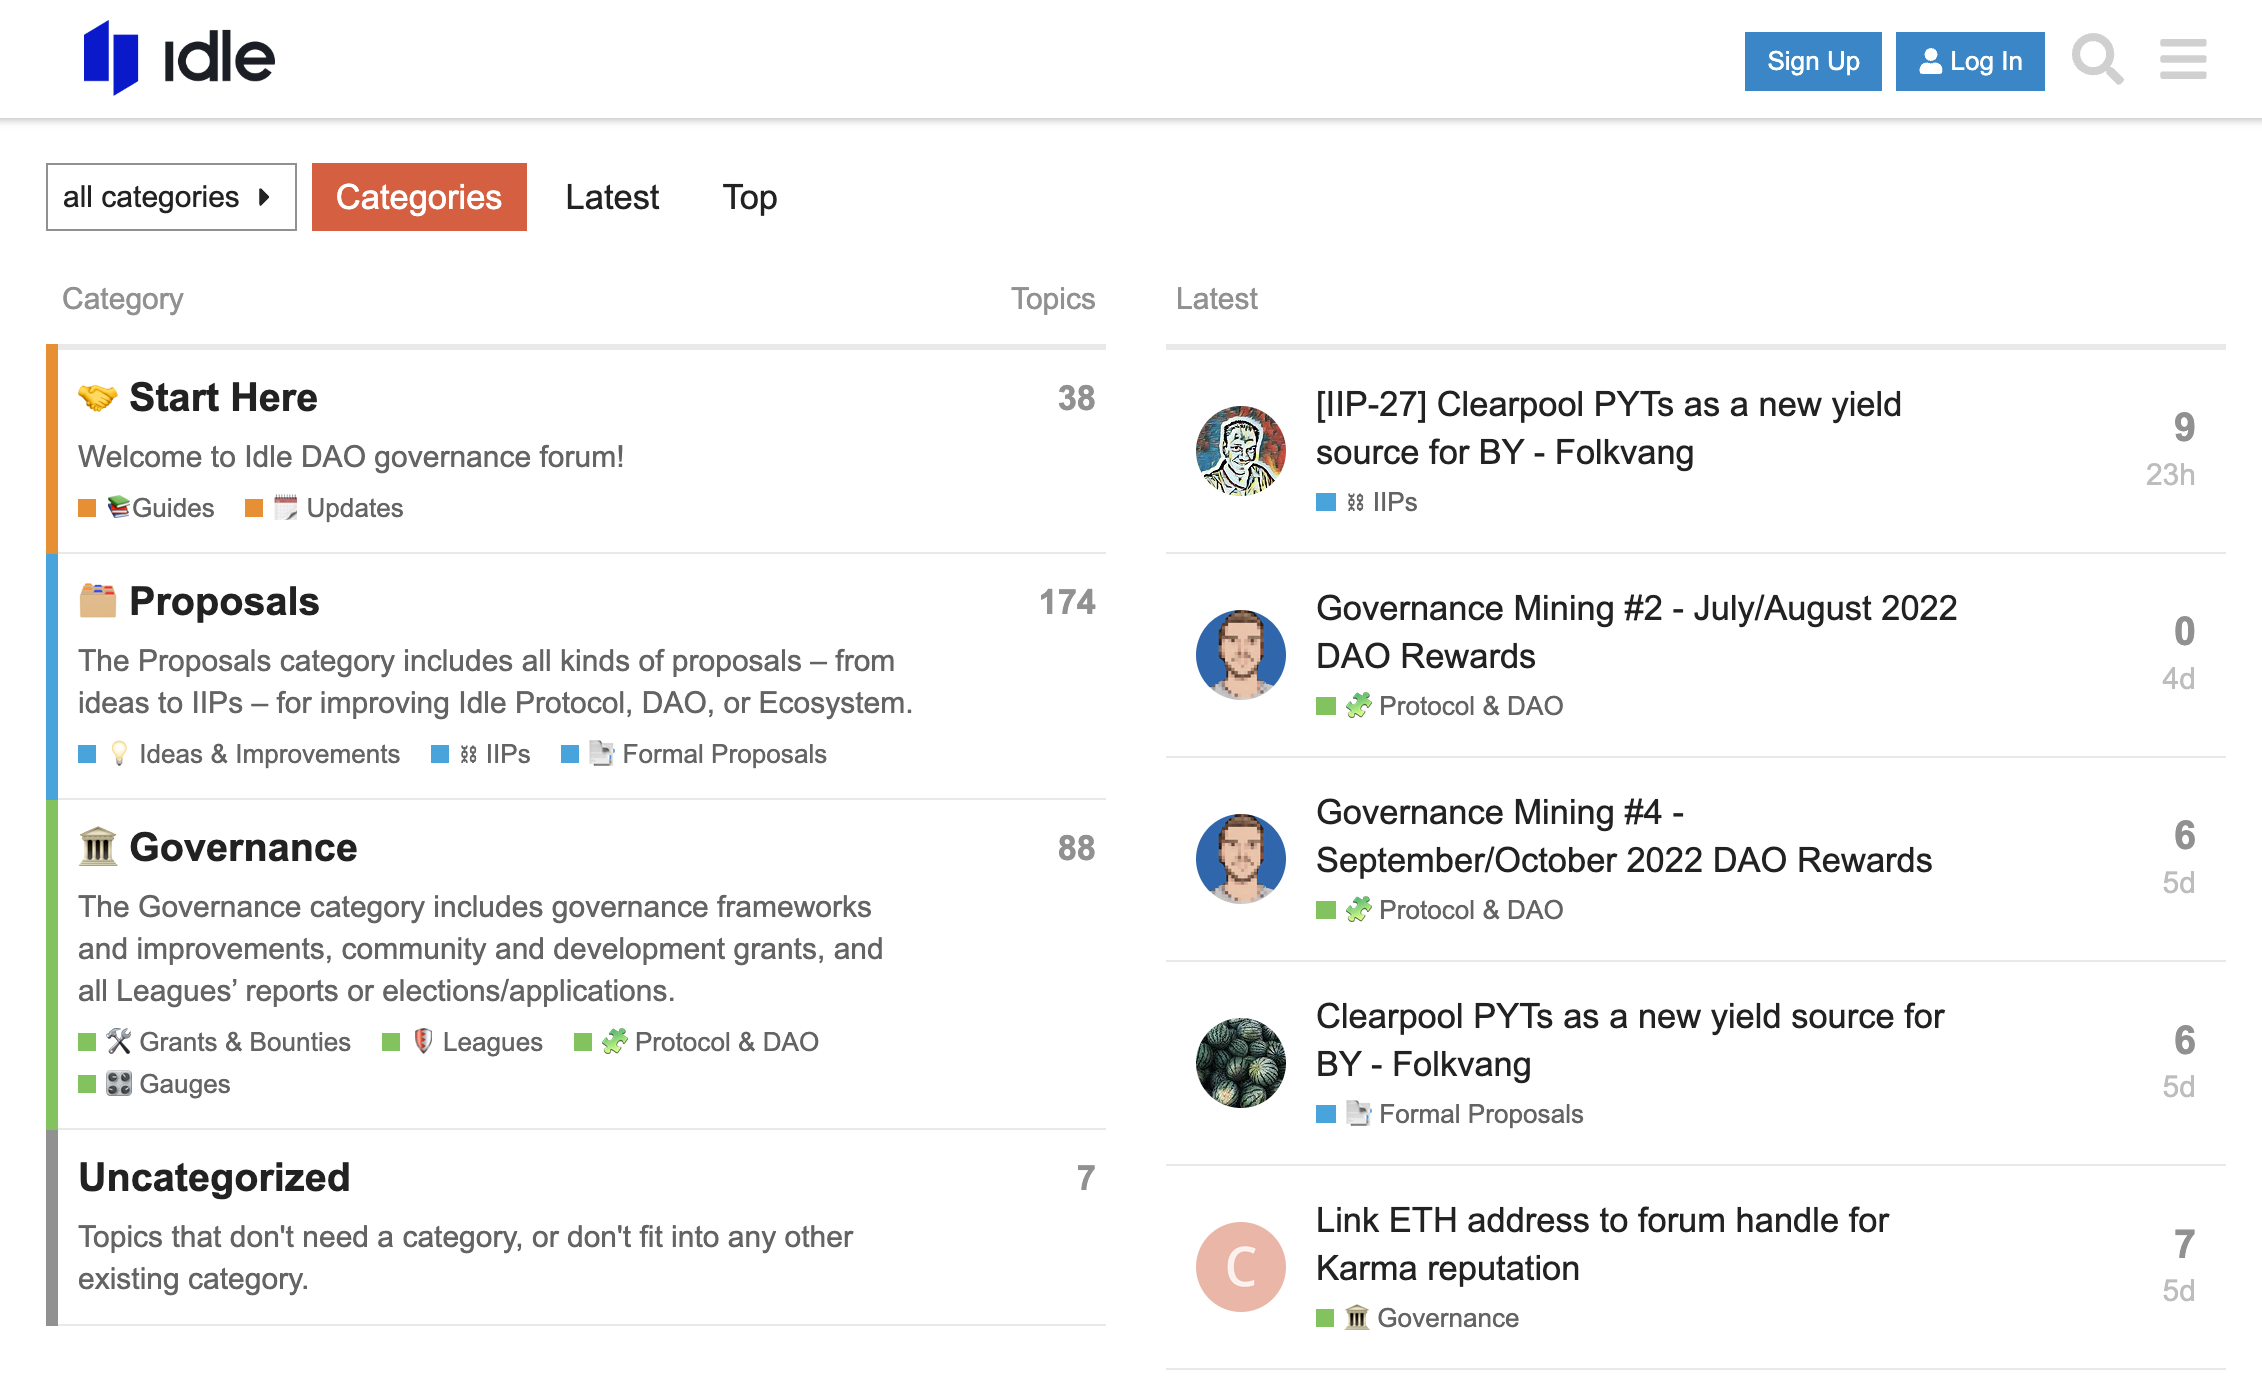 ıdle
Sign Up
Log In
all categories
Categories
Latest
Top
Category
Topics
Start Here
38
Welcome to Idle DAO governance forum!
Guides
Updates
Proposals
174
The Proposals category includes all kinds of proposals – from
ideas to IIPs – for improving Idle Protocol, DAO, or Ecosystem.
Ideas & Improvements
IIPs
Formal Proposals
Governance
88
The Governance category includes governance frameworks
and improvements, community and development grants, and
all Leagues’ reports or elections/applications.
Grants & Bounties
Leagues
Protocol & DAO
Gauges
Uncategorized
7
Topics that don't need a category, or don't fit into any other
existing category.
Latest
[IIP-27] Clearpool PYTs as a new yield
source for BY - Folkvang
IIPs
9
23h
Governance Mining #2 - July/August 2022
DAO Rewards
Protocol & DAO
0
4d
Governance Mining #4 -
September/October 2022 DAO Rewards
Protocol & DAO
6
5d
Clearpool PYTs as a new yield source for
BY - Folkvang
Formal Proposals
6
5d
C
Link ETH address to forum handle for
Karma reputation
Governance
7
5d